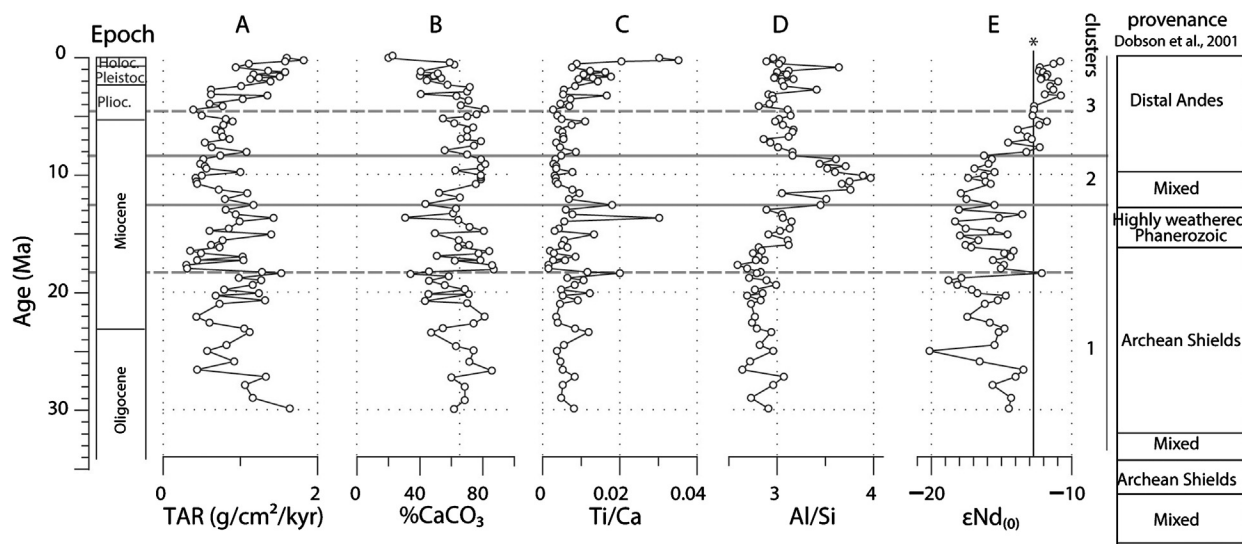 A B C D E
Epoch
clusters
provenance
Dobson et al., 2001
*
0
Holoc.
Pleistoc.
Plioc.
3
Distal Andes
10
2
Mixed
Miocene
Highly weathered
Phanerozoic
Age (Ma)
20
1
Archean Shields
Oligocene
30
Mixed
Archean Shields
Mixed
0 2
0 40 80
0 0.02 0.04
3 4
−20 −10
TAR (g/cm²/kyr)
%CaCO₃
Ti/Ca
Al/Si
εNd₍₀₎